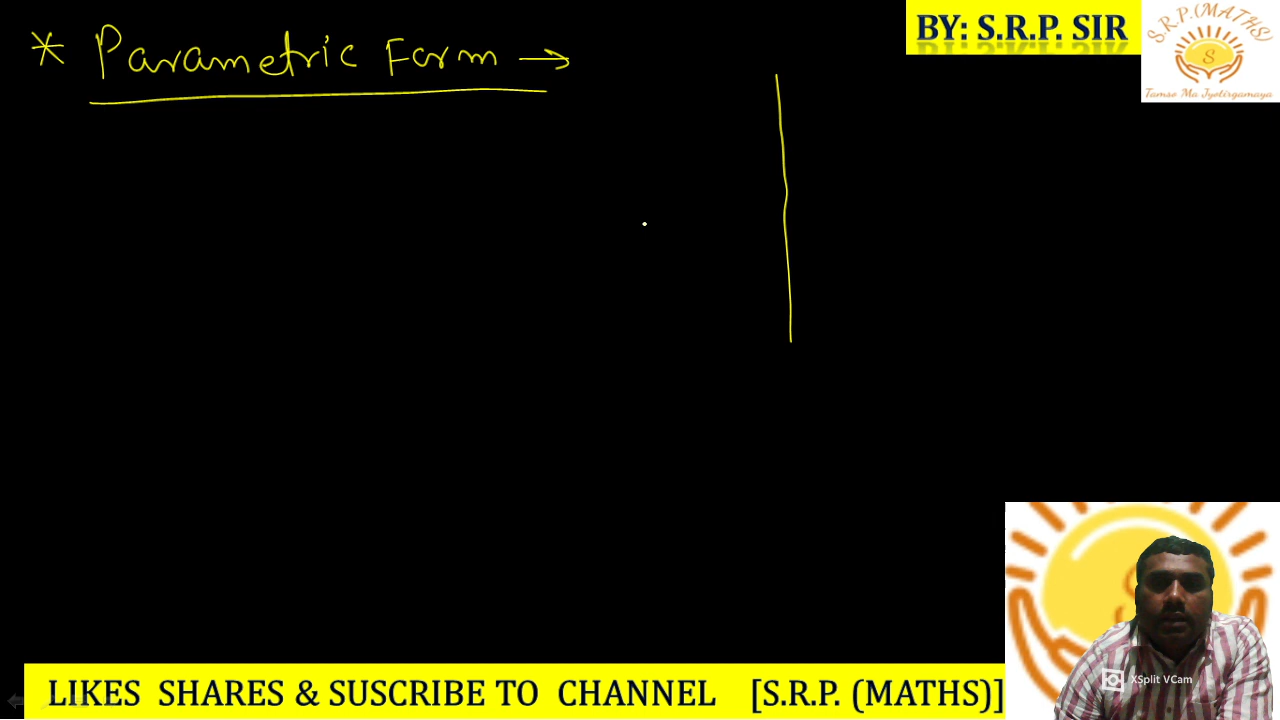 * Parametric Form →
BY: S.R.P. SIR
S.R.P.(MATHS)
S
Tamso Ma Jyotirgamaya
XSplit VCam
LIKES SHARES & SUSCRIBE TO CHANNEL [S.R.P. (MATHS)]